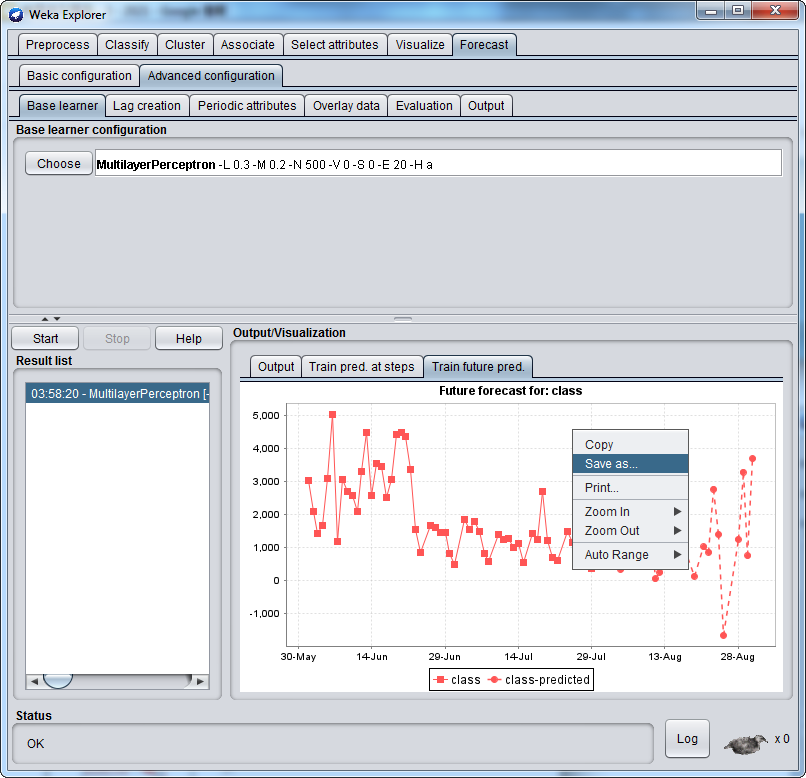 Weka Explorer
Preprocess Classify Cluster Associate Select attributes Visualize Forecast
Basic configuration Advanced configuration
Base learner Lag creation Periodic attributes Overlay data Evaluation Output
Base learner configuration
Choose MultilayerPerceptron -L 0.3 -M 0.2 -N 500 -V 0 -S 0 -E 20 -H a
Start Stop Help
Result list
03:58:20 - MultilayerPerceptron [-
Output/Visualization
Output Train pred. at steps Train future pred.
Future forecast for: class
5,000
4,000
3,000
2,000
1,000
0
-1,000
30-May 14-Jun 29-Jun 14-Jul 29-Jul 13-Aug 28-Aug
class class-predicted
Copy
Save as...
Print...
Zoom In
Zoom Out
Auto Range
Status
OK
Log
x 0